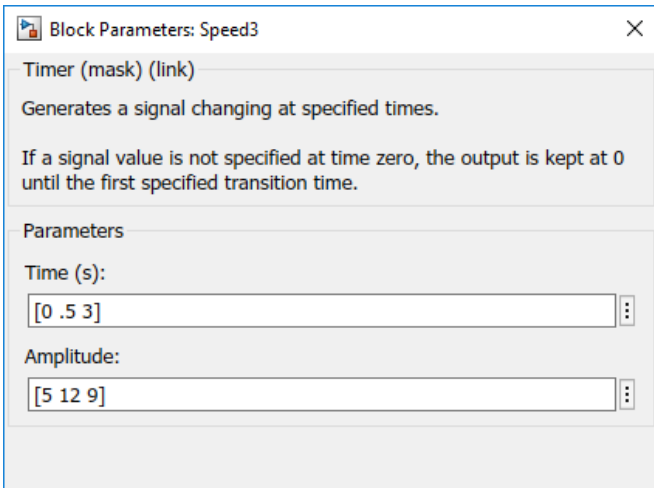 Block Parameters: Speed3
Timer (mask) (link)
Generates a signal changing at specified times.
If a signal value is not specified at time zero, the output is kept at 0
until the first specified transition time.
Parameters
Time (s):
[0 .5 3]
Amplitude:
[5 12 9]